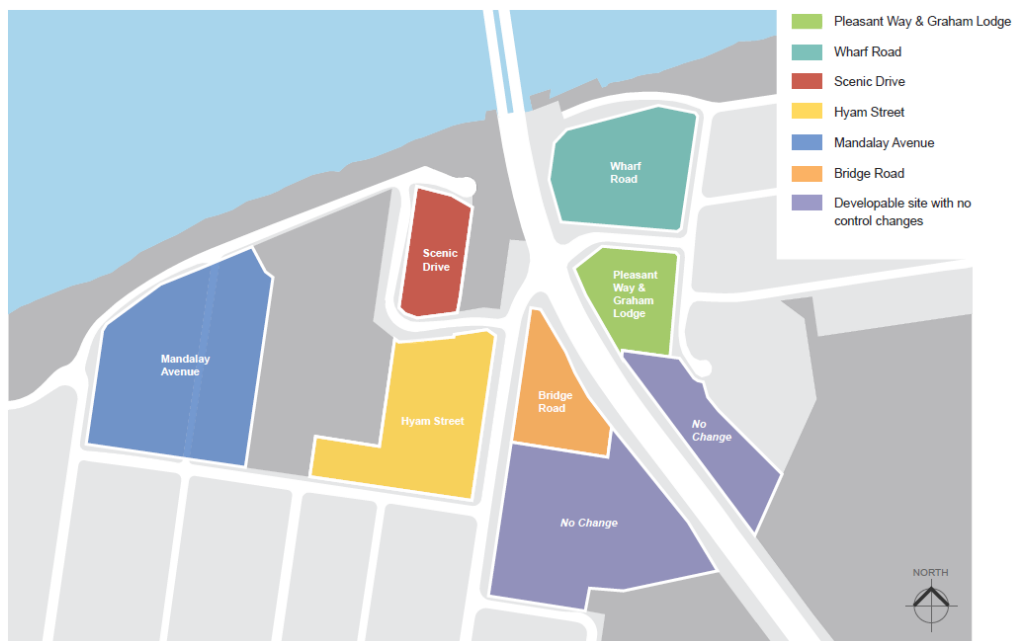 Pleasant Way & Graham Lodge
Wharf Road
Scenic Drive
Hyam Street
Mandalay Avenue
Bridge Road
Developable site with no
control changes
Wharf
Road
Scenic
Drive
Pleasant
Way &
Graham
Lodge
Mandalay
Avenue
Bridge
Road
Hyam Street
No
Change
No Change
NORTH